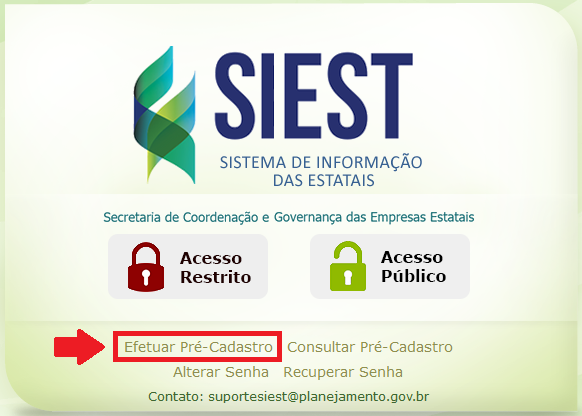 SIEST
SISTEMA DE INFORMAÇÃO
DAS ESTATAIS
Secretaria de Coordenação e Governança das Empresas Estatais
Acesso
Restrito
Acesso
Público
Efetuar Pré-Cadastro Consultar Pré-Cadastro
Alterar Senha Recuperar Senha
Contato: suportesiest@planejamento.gov.br